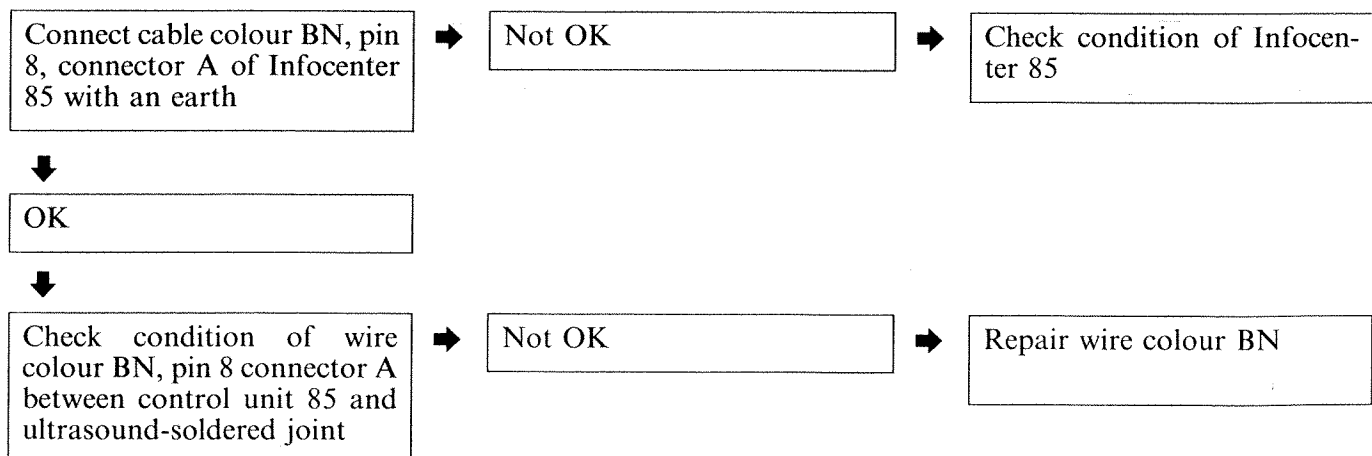 Connect cable colour BN, pin
8, connector A of Infocenter
85 with an earth
Not OK
Check condition of Infocen-
ter 85
OK
Check condition of wire
colour BN, pin 8 connector A
between control unit 85 and
ultrasound-soldered joint
Not OK
Repair wire colour BN